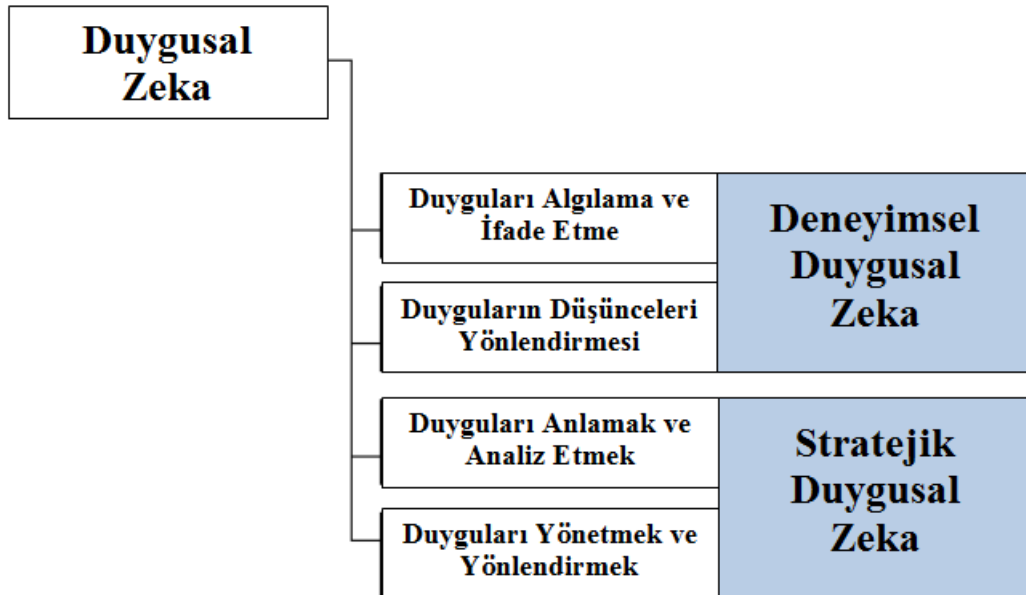 Duygusal
Zeka
Duyguları Algılama ve
İfade Etme
Duyguların Düşünceleri
Yönlendirmesi
Deneyimsel
Duygusal
Zeka
Duyguları Anlamak ve
Analiz Etmek
Duyguları Yönetmek ve
Yönlendirmek
Stratejik
Duygusal
Zeka